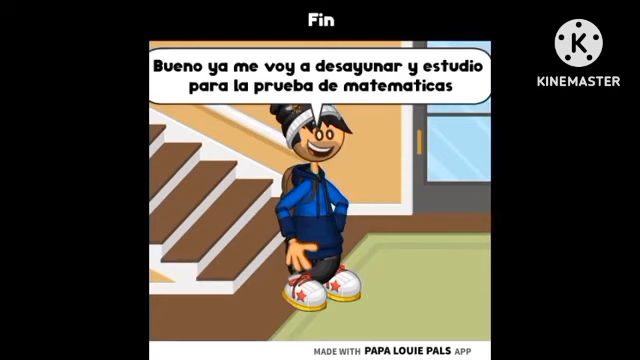 Fin
Bueno ya me voy a desayunar y estudio
para la prueba de matematicas
K
KINEMASTER
MADE WITH PAPA LOUIE PALS APP